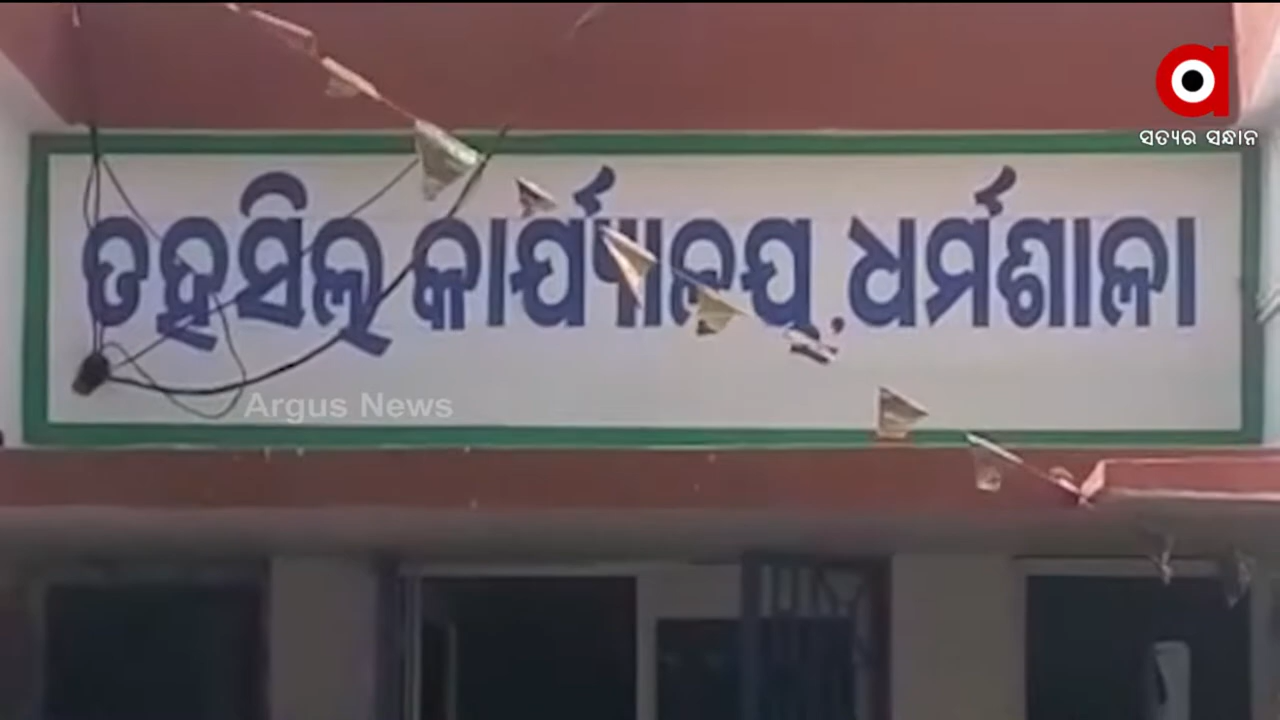 ସତ୍ୟର ସନ୍ଧାନ
ତହସିଲ କାର୍ଯ୍ୟାଳୟ, ଧର୍ମଶାଳା
Argus News